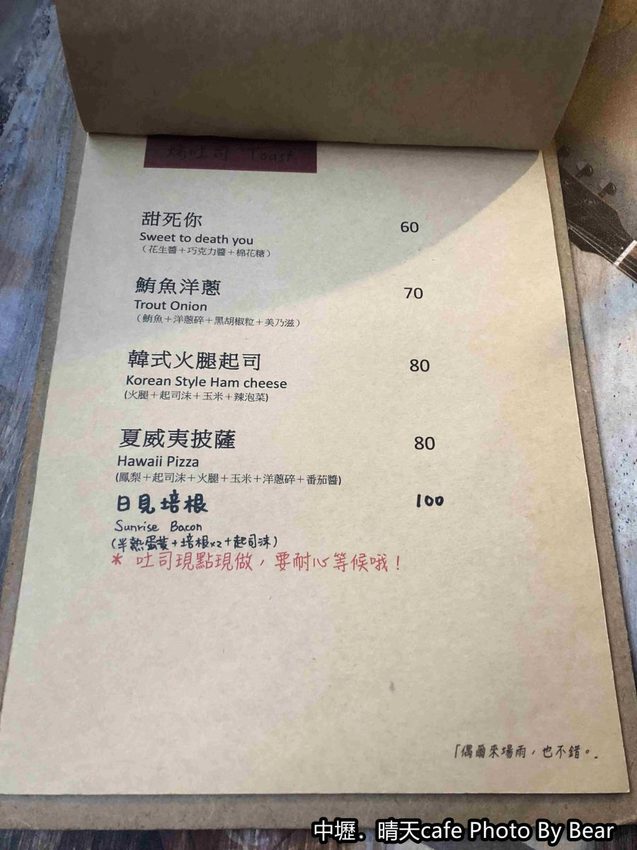 烤吐司 Toast
甜死你 60
Sweet to death you
（花生醬＋巧克力醬＋棉花糖）
鮪魚洋蔥 70
Trout Onion
（鮪魚＋洋蔥碎＋黑胡椒粒＋美乃滋）
韓式火腿起司 80
Korean Style Ham cheese
(火腿＋起司沫＋玉米＋辣泡菜)
夏威夷披薩 80
Hawaii Pizza
(鳳梨＋起司沫＋火腿＋玉米＋洋蔥碎＋番茄醬)
日見培根 100
Sunrise Bacon
(半熟蛋黃＋培根x2＋起司沫)
* 吐司現點現做，要耐心等候哦！
「偶爾來場雨，也不錯。」
中壢．晴天cafe Photo By Bear